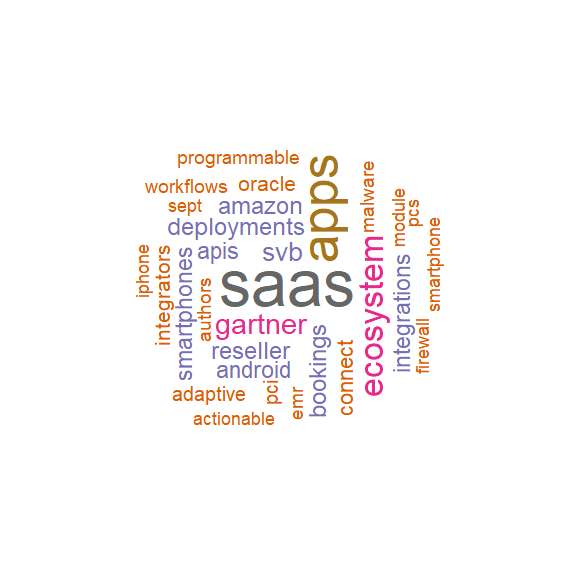 programmable
apps
malware
workflows
oracle
sept
amazon
module
pcs
deployments
smartphone
apis
svb
iphone
integrators
smartphones
saas
ecosystem
integrations
authors
gartner
firewall
reseller
bookings
connect
android
adaptive
pci
emr
actionable